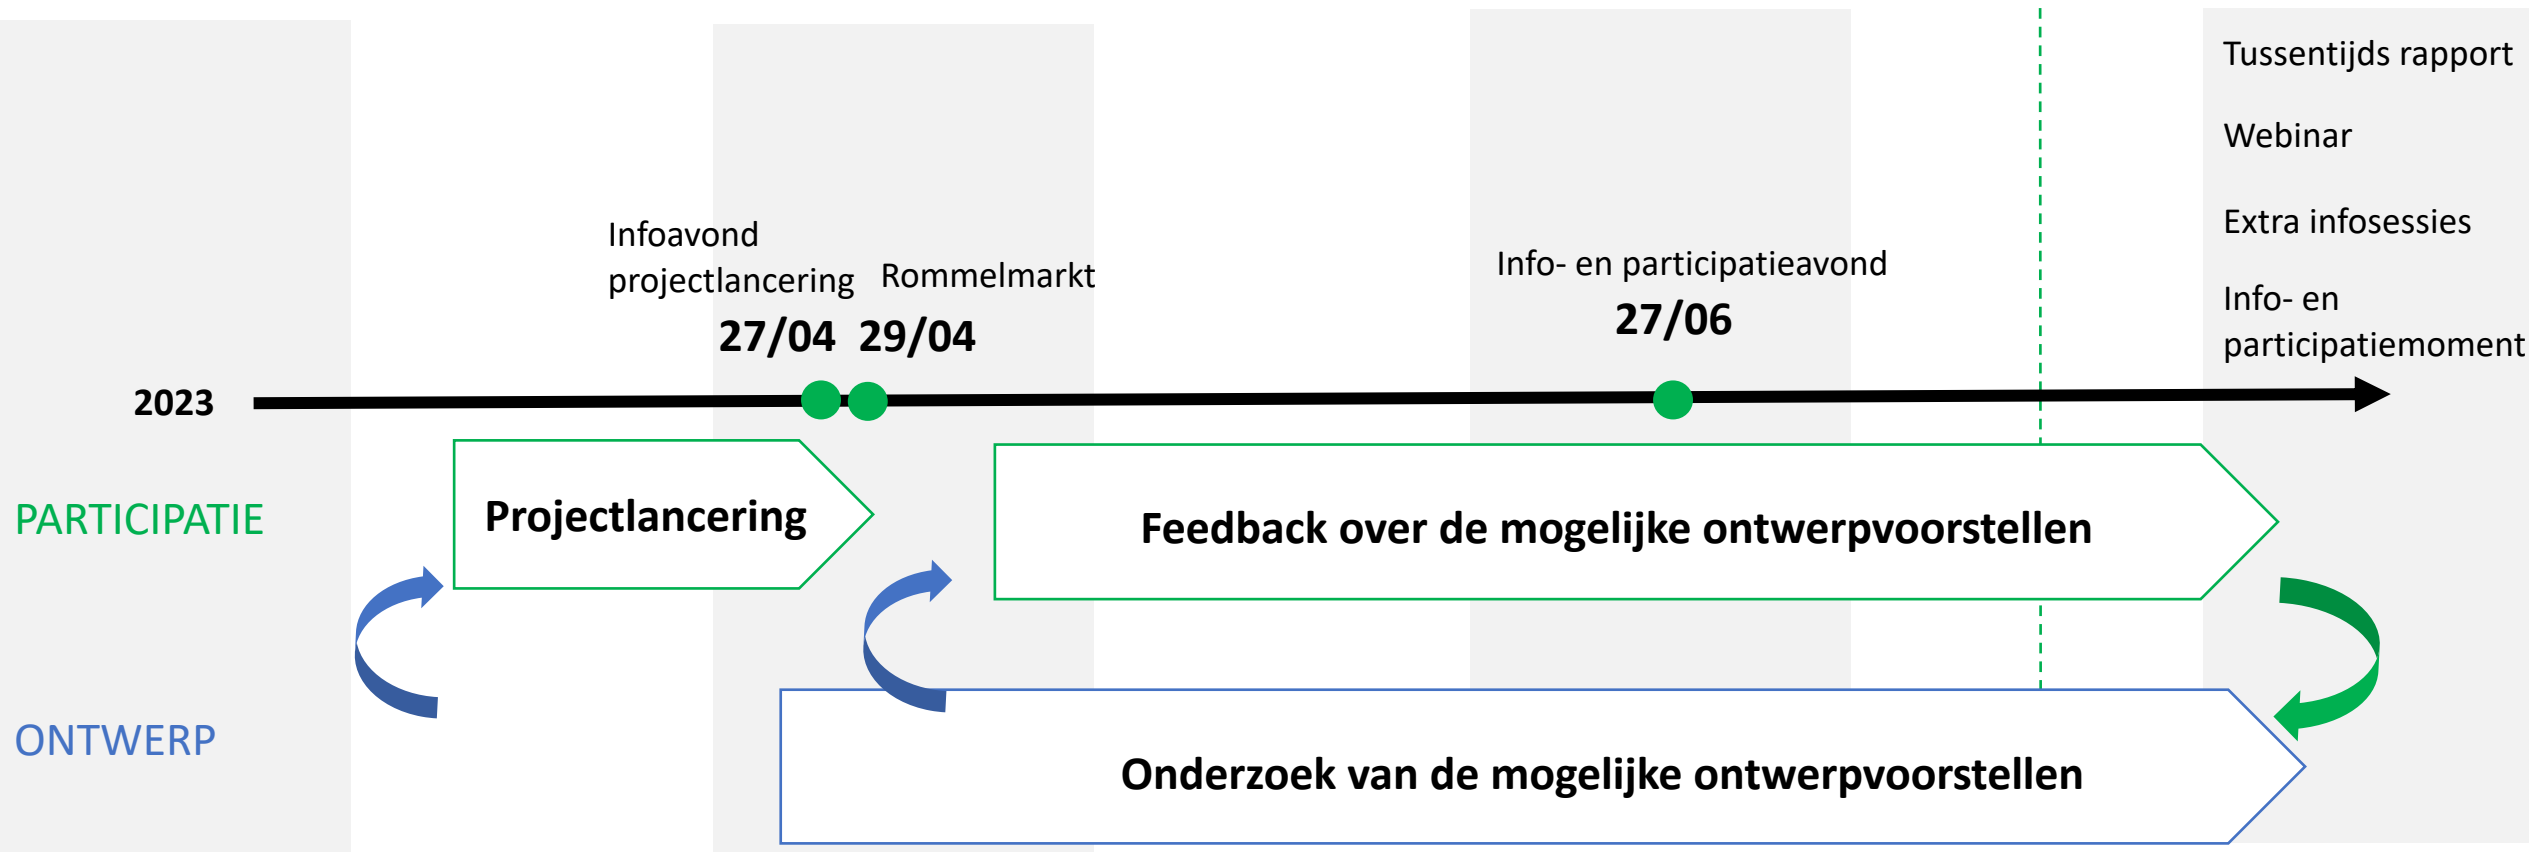 Tussentijds rapport
Webinar
Extra infosessies
Info- en
participatiemoment
Infoavond
projectlancering
Rommelmarkt
Info- en participatieavond
27/04
29/04
27/06
2023
PARTICIPATIE
Projectlancering
Feedback over de mogelijke ontwerpvoorstellen
ONTWERP
Onderzoek van de mogelijke ontwerpvoorstellen